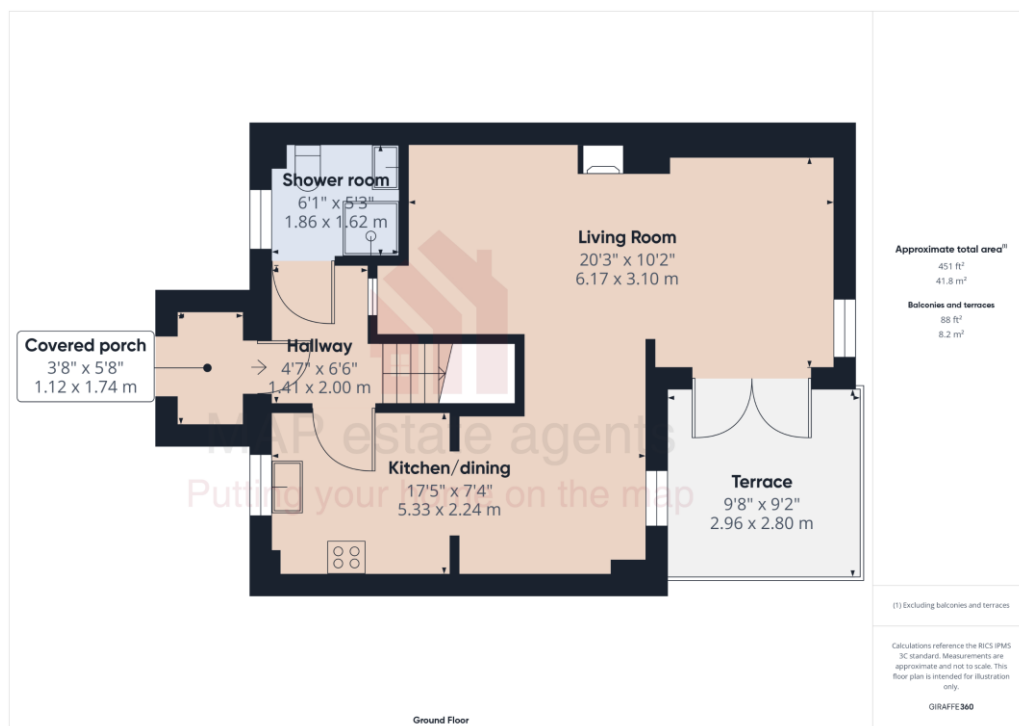 Shower room
6'1" x 5'3"
1.86 x 1.62 m
Living Room
20'3" x 10'2"
6.17 x 3.10 m
Covered porch
3'8" x 5'8"
1.12 x 1.74 m
Hallway
4'7" x 6'6"
1.41 x 2.00 m
MAP estate agents
Putting your home on the map
Kitchen/dining
17'5" x 7'4"
5.33 x 2.24 m
Terrace
9'8" x 9'2"
2.96 x 2.80 m
Ground Floor
Approximate total area(1)
451 ft²
41.8 m²
Balconies and terraces
88 ft²
8.2 m²
(1) Excluding balconies and terraces
Calculations reference the RICS IPMS
3C standard. Measurements are
approximate and not to scale. This
floor plan is intended for illustration
only.
GIRAFFE360